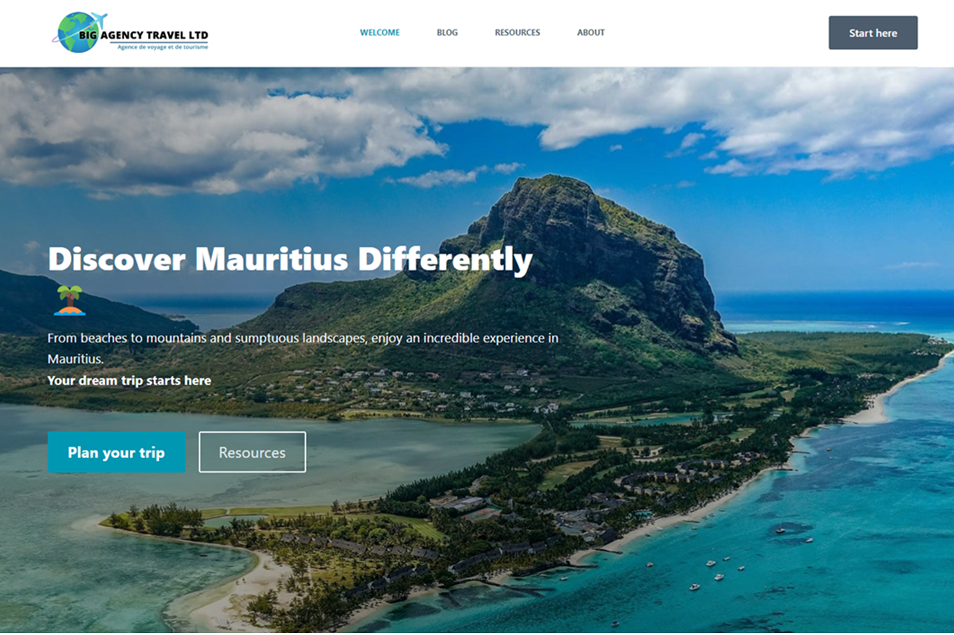 BIG AGENCY TRAVEL LTD
Agence de voyage et de tourisme
WELCOME BLOG RESOURCES ABOUT
Start here
Discover Mauritius Differently
From beaches to mountains and sumptuous landscapes, enjoy an incredible experience in
Mauritius.
Your dream trip starts here
Plan your trip Resources